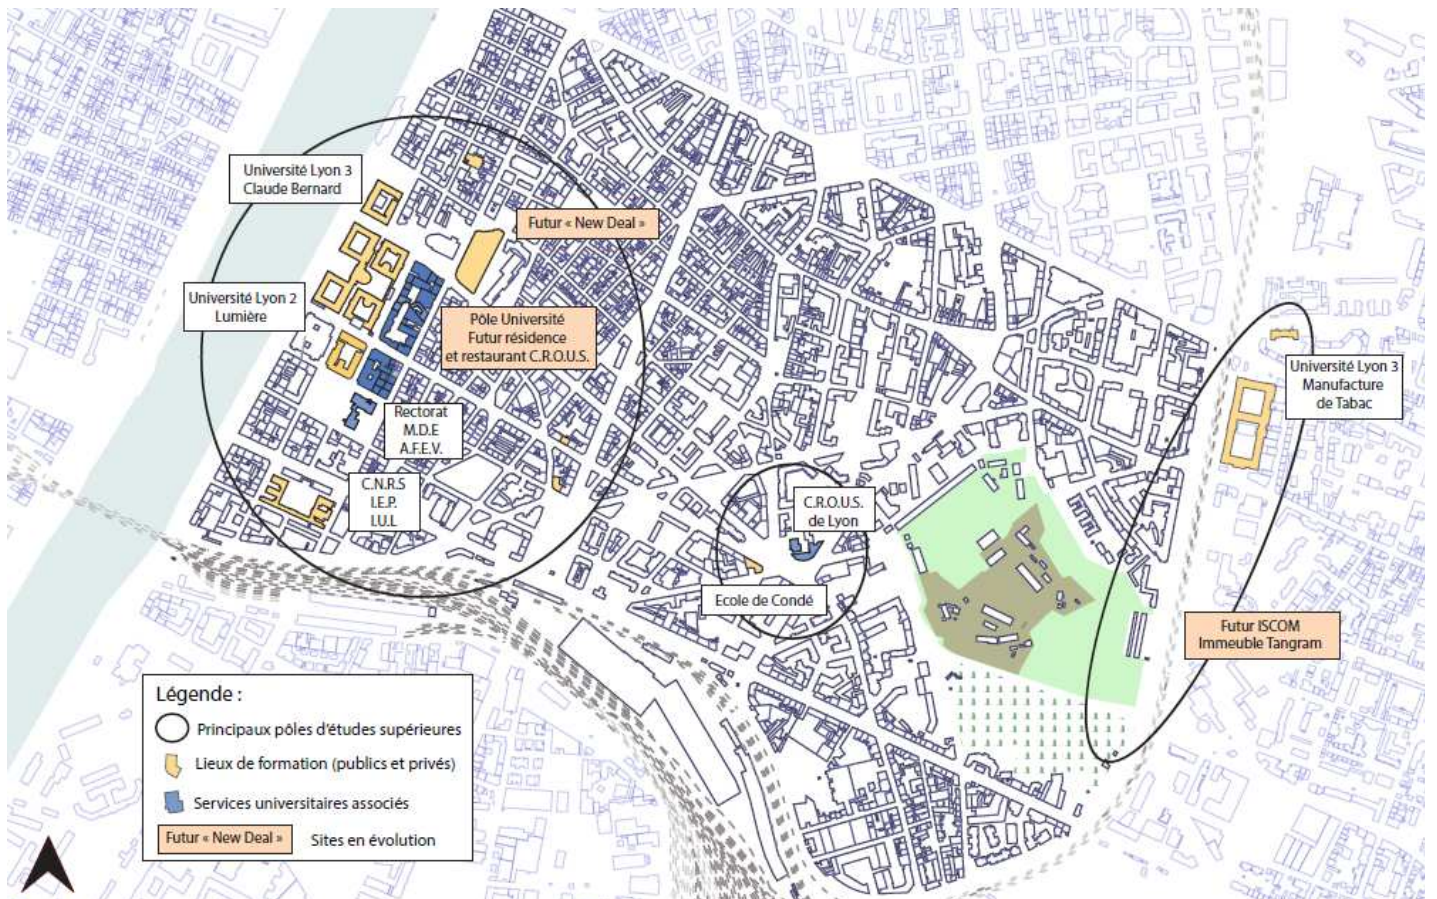 Université Lyon 3
Claude Bernard
Futur « New Deal »
Université Lyon 2
Lumière
Pôle Université
Futur résidence
et restaurant C.R.O.U.S.
Rectorat
M.D.E
A.F.E.V.
C.N.R.S
I.E.P.
I.U.L
C.R.O.U.S.
de Lyon
Ecole de Condé
Université Lyon 3
Manufacture
de Tabac
Futur ISCOM
Immeuble Tangram
Légende :
Principaux pôles d'études supérieures
Lieux de formation (publics et privés)
Services universitaires associés
Futur « New Deal »
Sites en évolution